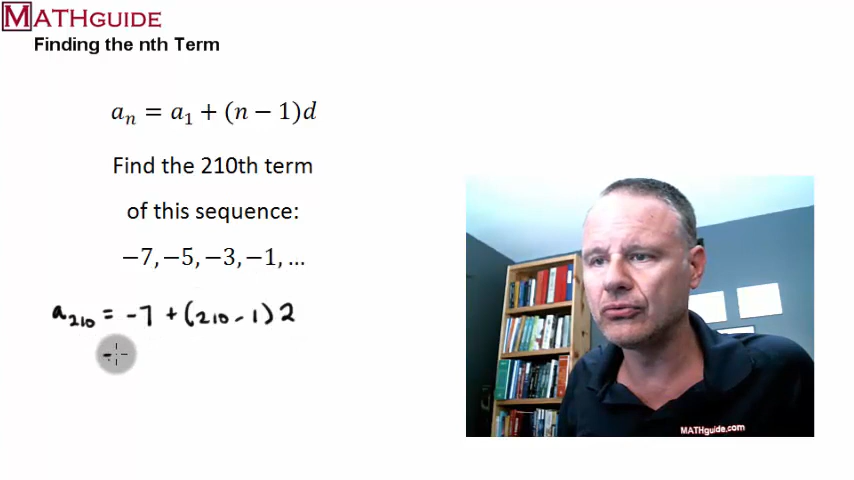 MATHGUIDE
Finding the nth Term
aₙ = a₁ + (n − 1)d
Find the 210th term
of this sequence:
−7, −5, −3, −1, ...
a₂₁₀ = -7 + (210 - 1) 2
MATHguide.com